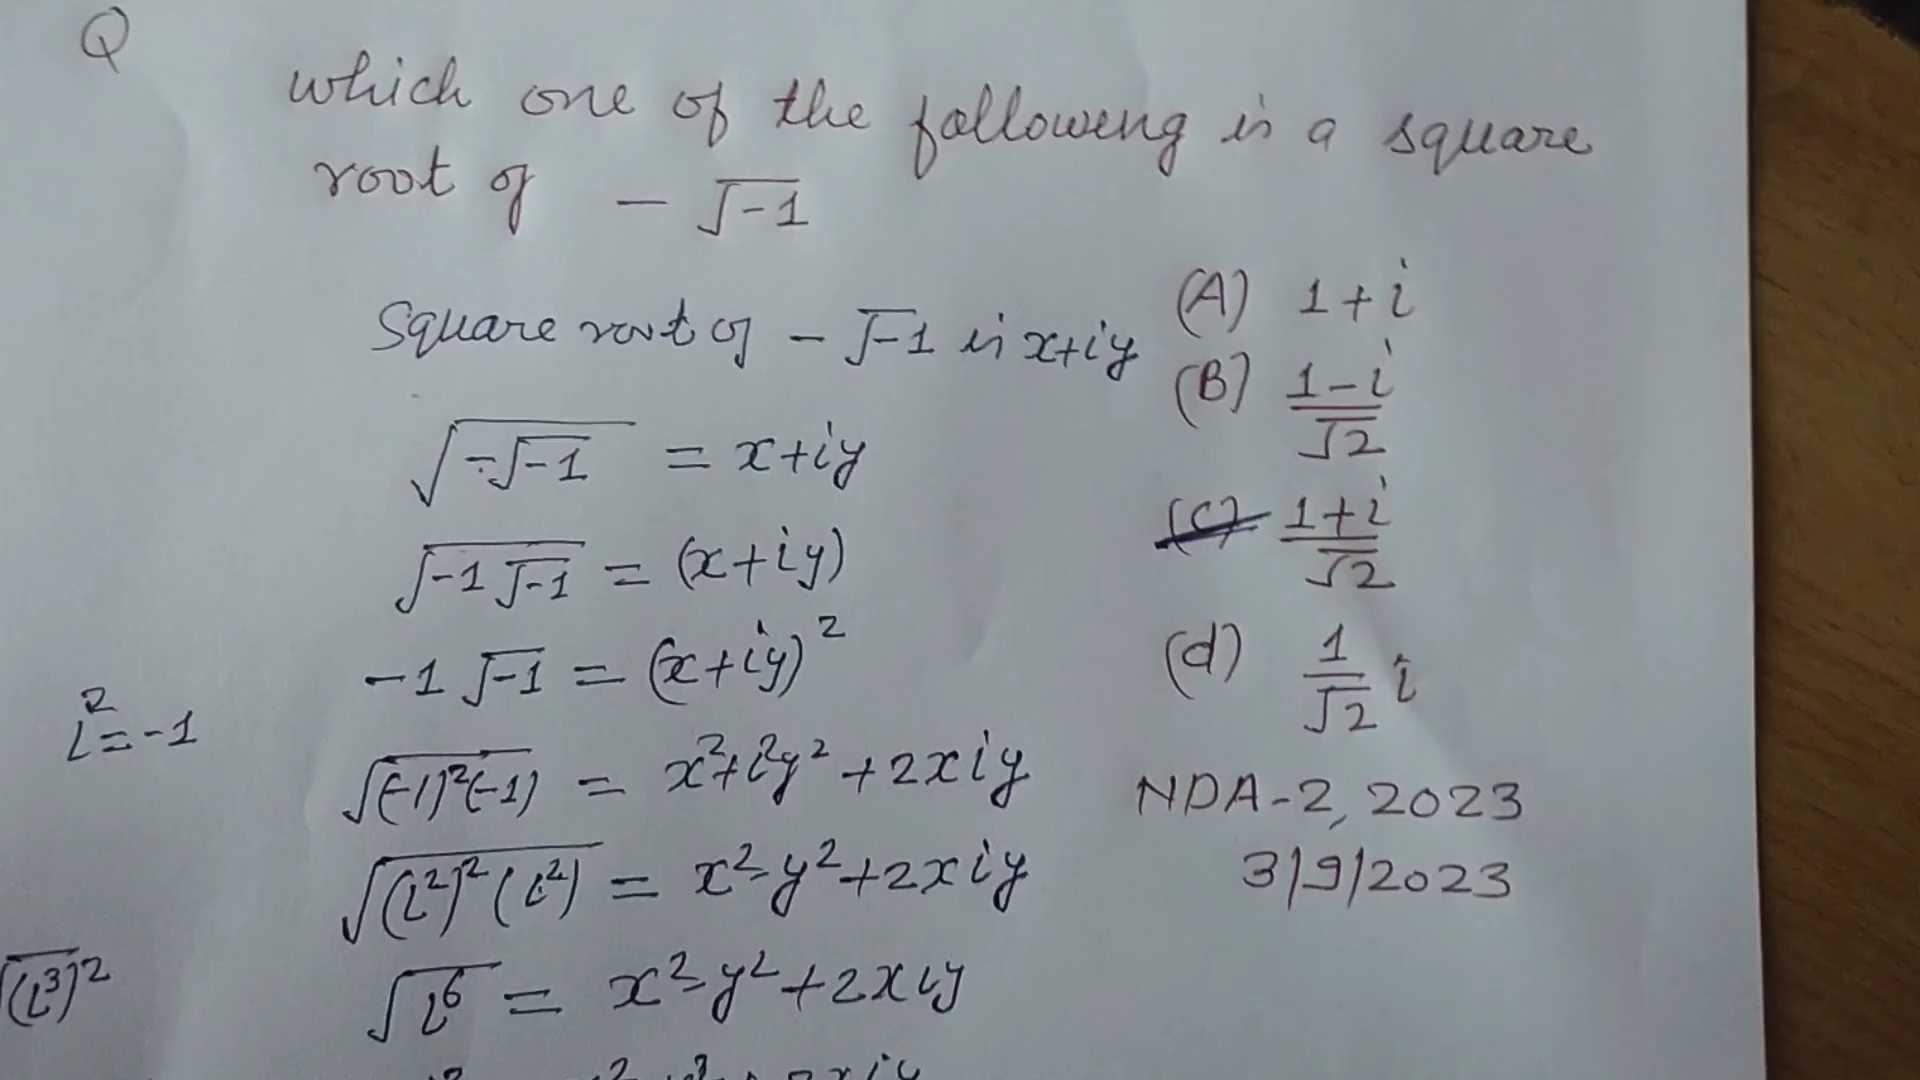 Q
which one of the following is a square
root of - √-1
Square root of - √-1 is x+iy
(A) 1+i
(B) 1-i/√2
(C) 1+i/√2
(d) 1/√2 i
√-√-1 = x+iy
√-1√-1 = (x+iy)
-1√-1 = (x+iy)²
i²=-1
√(-1)²(-1) = x²+i²y²+2xiy
√(i²)²(i²) = x²-y²+2xiy
√i⁶ = x²-y²+2xiy
√(i³)²
NDA-2, 2023
3/9/2023